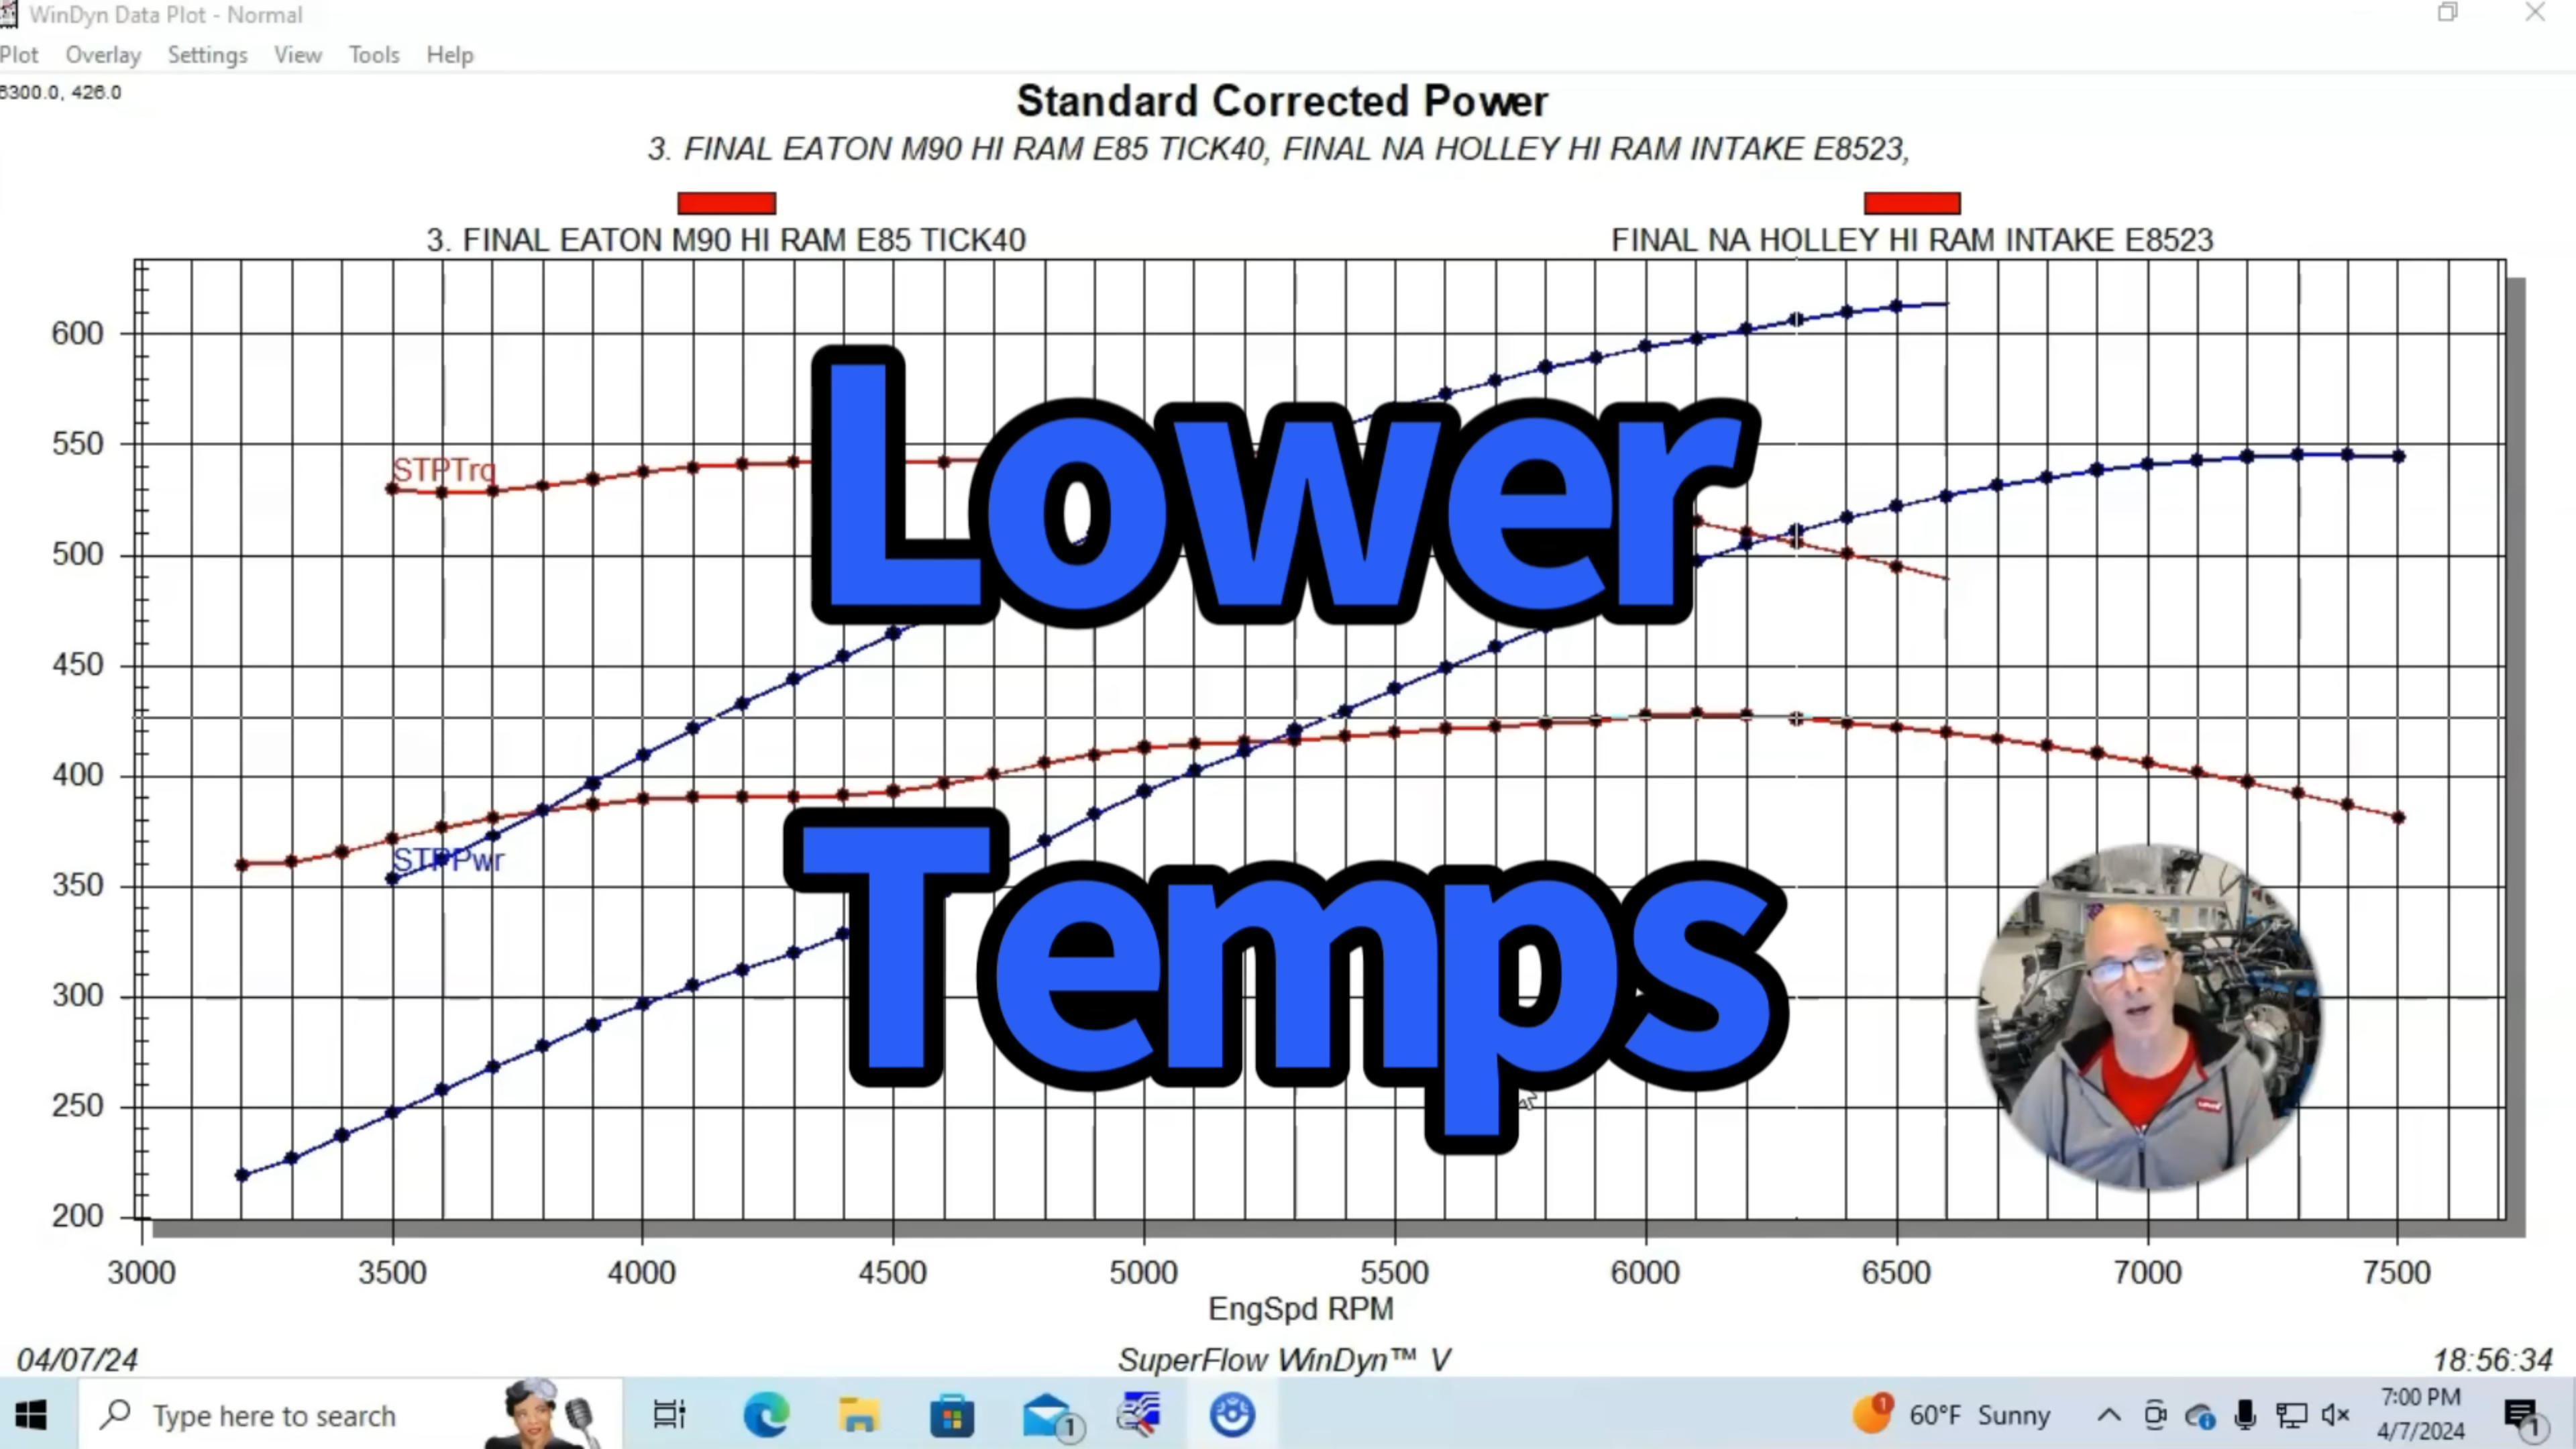 WinDyn Data Plot - Normal
Plot Overlay Settings View Tools Help
6300.0, 426.0
Standard Corrected Power
3. FINAL EATON M90 HI RAM E85 TICK40, FINAL NA HOLLEY HI RAM INTAKE E8523,
3. FINAL EATON M90 HI RAM E85 TICK40
FINAL NA HOLLEY HI RAM INTAKE E8523
600
550
500
450
400
350
300
250
200
STPTrq
STPPwr
Lower
Temps
3000 3500 4000 4500 5000 5500 6000 6500 7000 7500
EngSpd RPM
04/07/24
SuperFlow WinDyn™ V
18:56:34
Type here to search
1
1
60°F Sunny
7:00 PM
4/7/2024
1